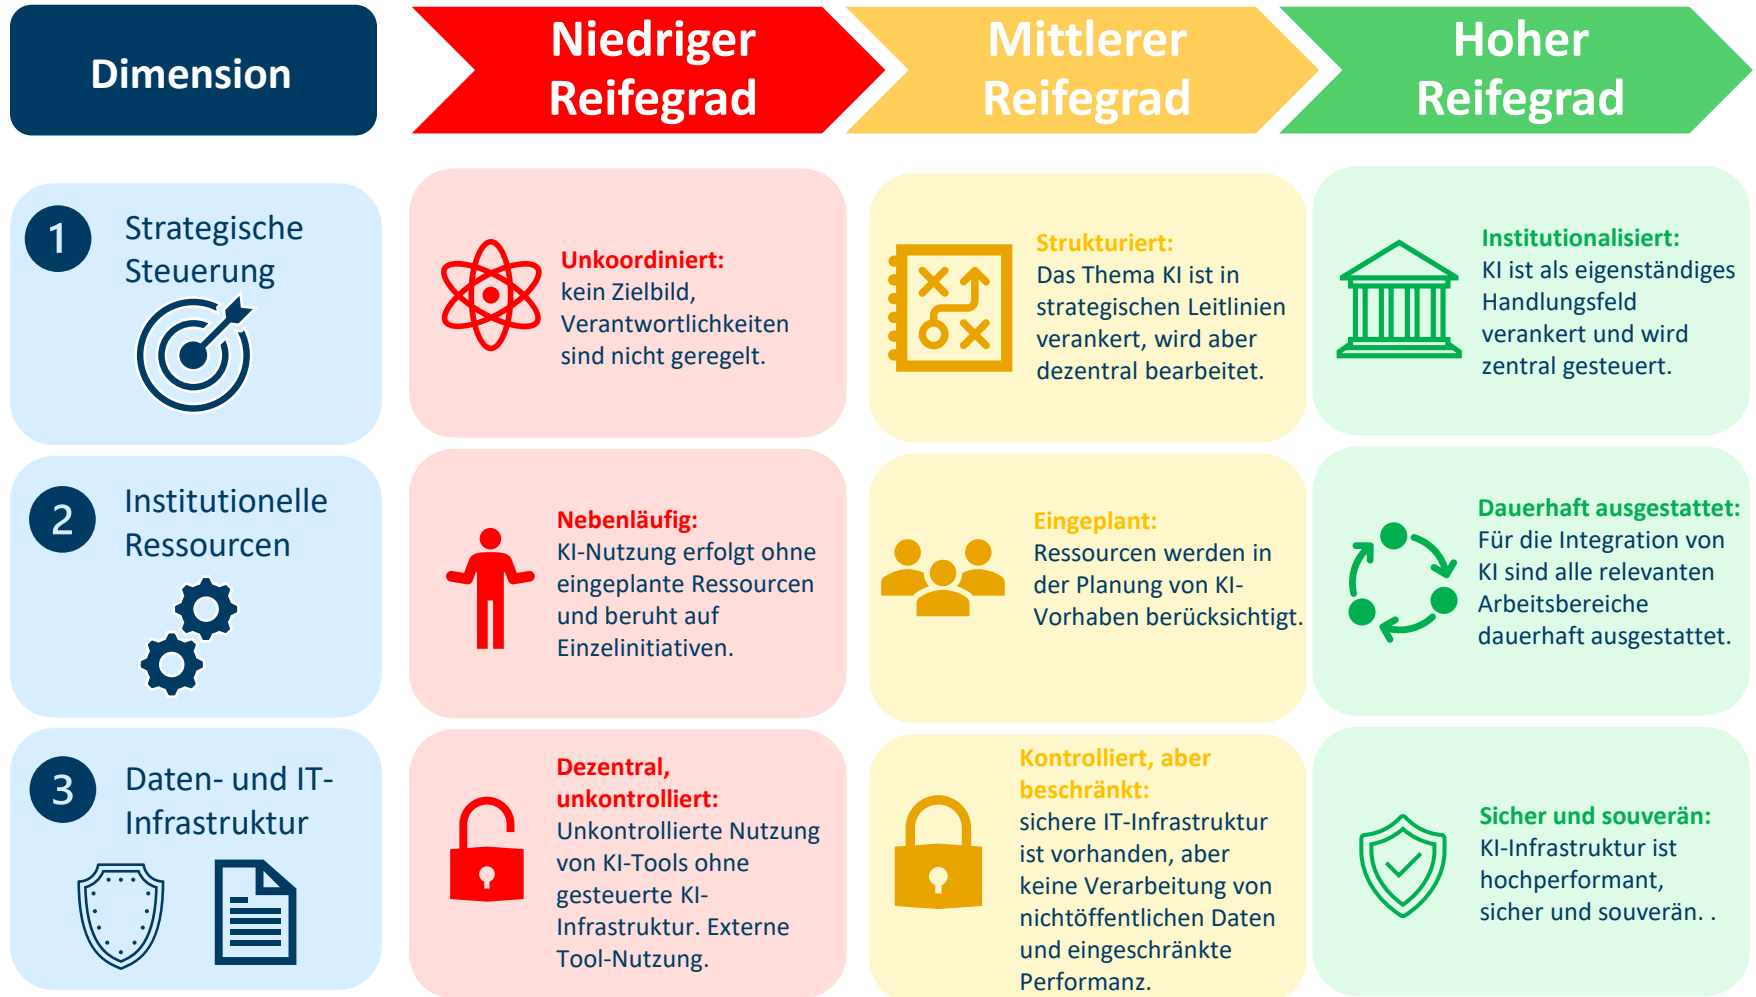 Dimension
Niedriger
Reifegrad
Mittlerer
Reifegrad
Hoher
Reifegrad
1
Strategische
Steuerung
Unkoordiniert:
kein Zielbild,
Verantwortlichkeiten
sind nicht geregelt.
Strukturiert:
Das Thema KI ist in
strategischen Leitlinien
verankert, wird aber
dezentral bearbeitet.
Institutionalisiert:
KI ist als eigenständiges
Handlungsfeld
verankert und wird
zentral gesteuert.
2
Institutionelle
Ressourcen
Nebenläufig:
KI-Nutzung erfolgt ohne
eingeplante Ressourcen
und beruht auf
Einzelinitiativen.
Eingeplant:
Ressourcen werden in
der Planung von KI-
Vorhaben berücksichtigt.
Dauerhaft ausgestattet:
Für die Integration von
KI sind alle relevanten
Arbeitsbereiche
dauerhaft ausgestattet.
3
Daten- und IT-
Infrastruktur
Dezentral,
unkontrolliert:
Unkontrollierte Nutzung
von KI-Tools ohne
gesteuerte KI-
Infrastruktur. Externe
Tool-Nutzung.
Kontrolliert, aber
beschränkt:
sichere IT-Infrastruktur
ist vorhanden, aber
keine Verarbeitung von
nichtöffentlichen Daten
und eingeschränkte
Performanz.
Sicher und souverän:
KI-Infrastruktur ist
hochperformant,
sicher und souverän. .